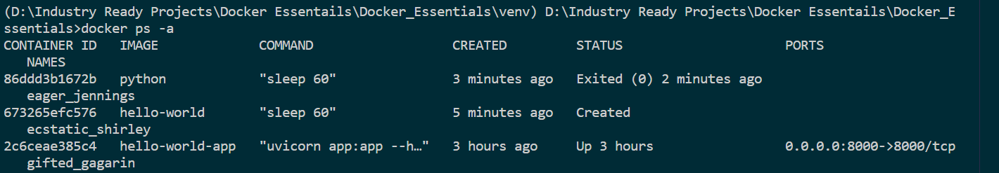 (D:\Industry Ready Projects\Docker Essentails\Docker_Essentials\venv) D:\Industry Ready Projects\Docker Essentails\Docker_E
ssentials>docker ps -a
CONTAINER ID   IMAGE             COMMAND                CREATED         STATUS                     PORTS
   NAMES
86ddd3b1672b   python            "sleep 60"             3 minutes ago   Exited (0) 2 minutes ago
   eager_jennings
673265efc576   hello-world       "sleep 60"             5 minutes ago   Created
   ecstatic_shirley
2c6ceae385c4   hello-world-app   "uvicorn app:app --h…"   3 hours ago     Up 3 hours                 0.0.0.0:8000->8000/tcp
   gifted_gagarin